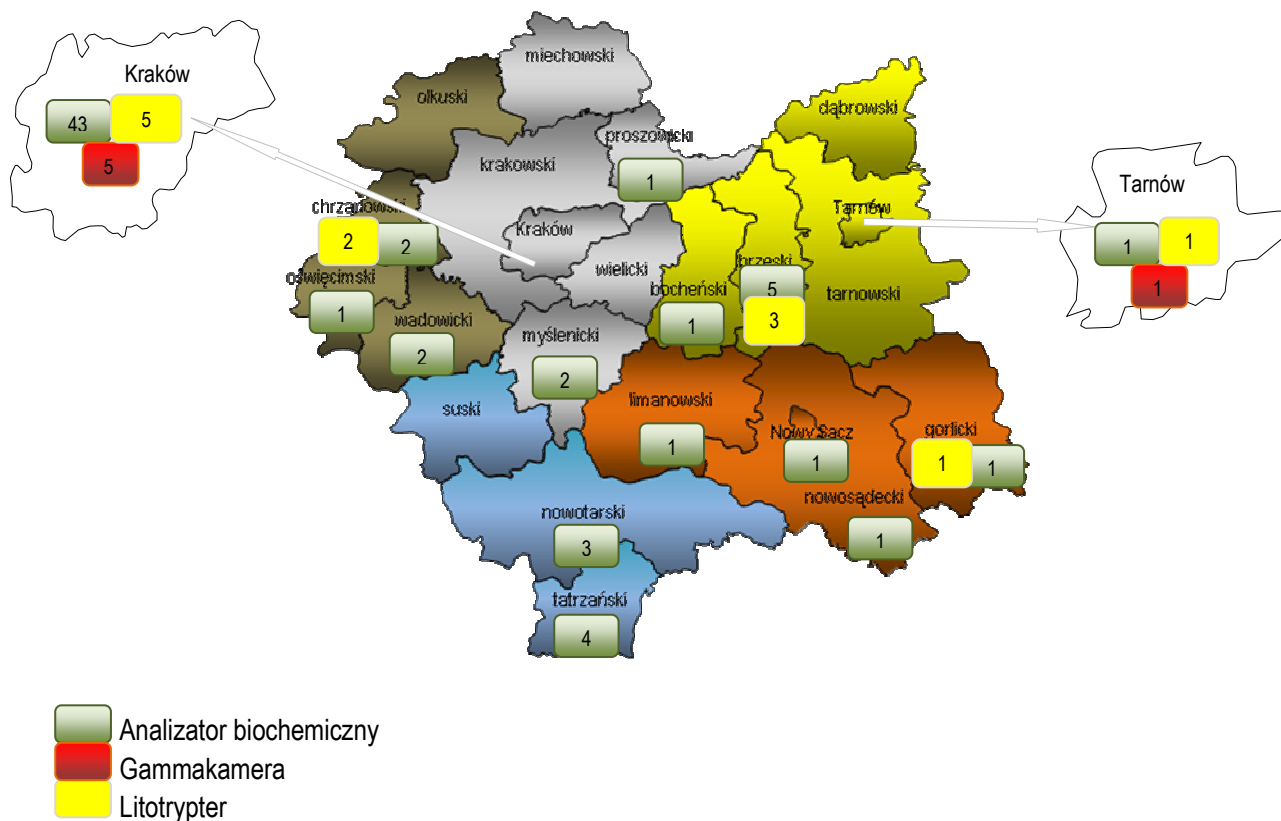 miechowski
Kraków
olkuski
dąbrowski
43
5
5
proszowicki
krakowski
1
Tarnów
chrzadowski
Tarnów
2
2
Kraków
1
1
1
wielicki
brzeski
oświęcimski
bocheński
5
tarnowski
1
3
1
wadowicki
2
myślenicki
2
suski
limanowski
1
Nowy Sącz
1
gorlicki
1
1
nowosądecki
1
nowotarski
3
tatrzański
4
Analizator biochemiczny
Gammakamera
Litotrypter